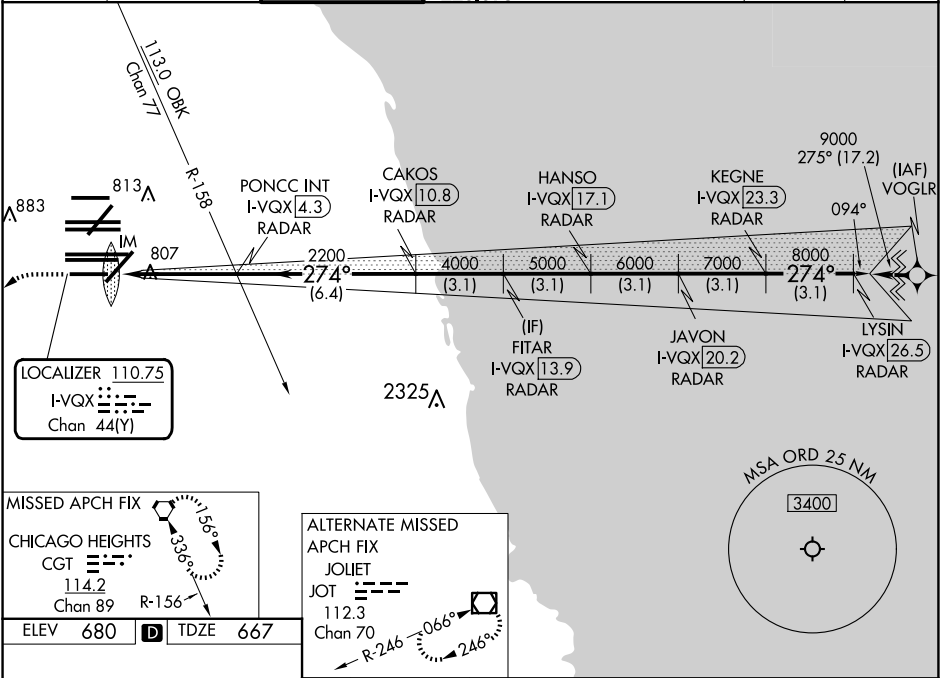 113.0 OBK
Chan 77
R-158
883
813
IM
807
PONCC INT
I-VQX 4.3
RADAR
CAKOS
I-VQX 10.8
RADAR
HANSO
I-VQX 17.1
RADAR
KEGNE
I-VQX 23.3
RADAR
9000
275° (17.2)
(IAF)
VOGLR
094°
2200
274°
(6.4)
4000
(3.1)
5000
(3.1)
6000
(3.1)
7000
(3.1)
8000
274°
(3.1)
(IF)
FITAR
I-VQX 13.9
RADAR
JAVON
I-VQX 20.2
RADAR
LYSIN
I-VQX 26.5
RADAR
LOCALIZER 110.75
I-VQX
Chan 44(Y)
2325
MSA ORD 25 NM
3400
MISSED APCH FIX
CHICAGO HEIGHTS
CGT
114.2
Chan 89
R-156
336°
156°
ALTERNATE MISSED
APCH FIX
JOLIET
JOT
112.3
Chan 70
R-246
066°
246°
ELEV 680 D TDZE 667